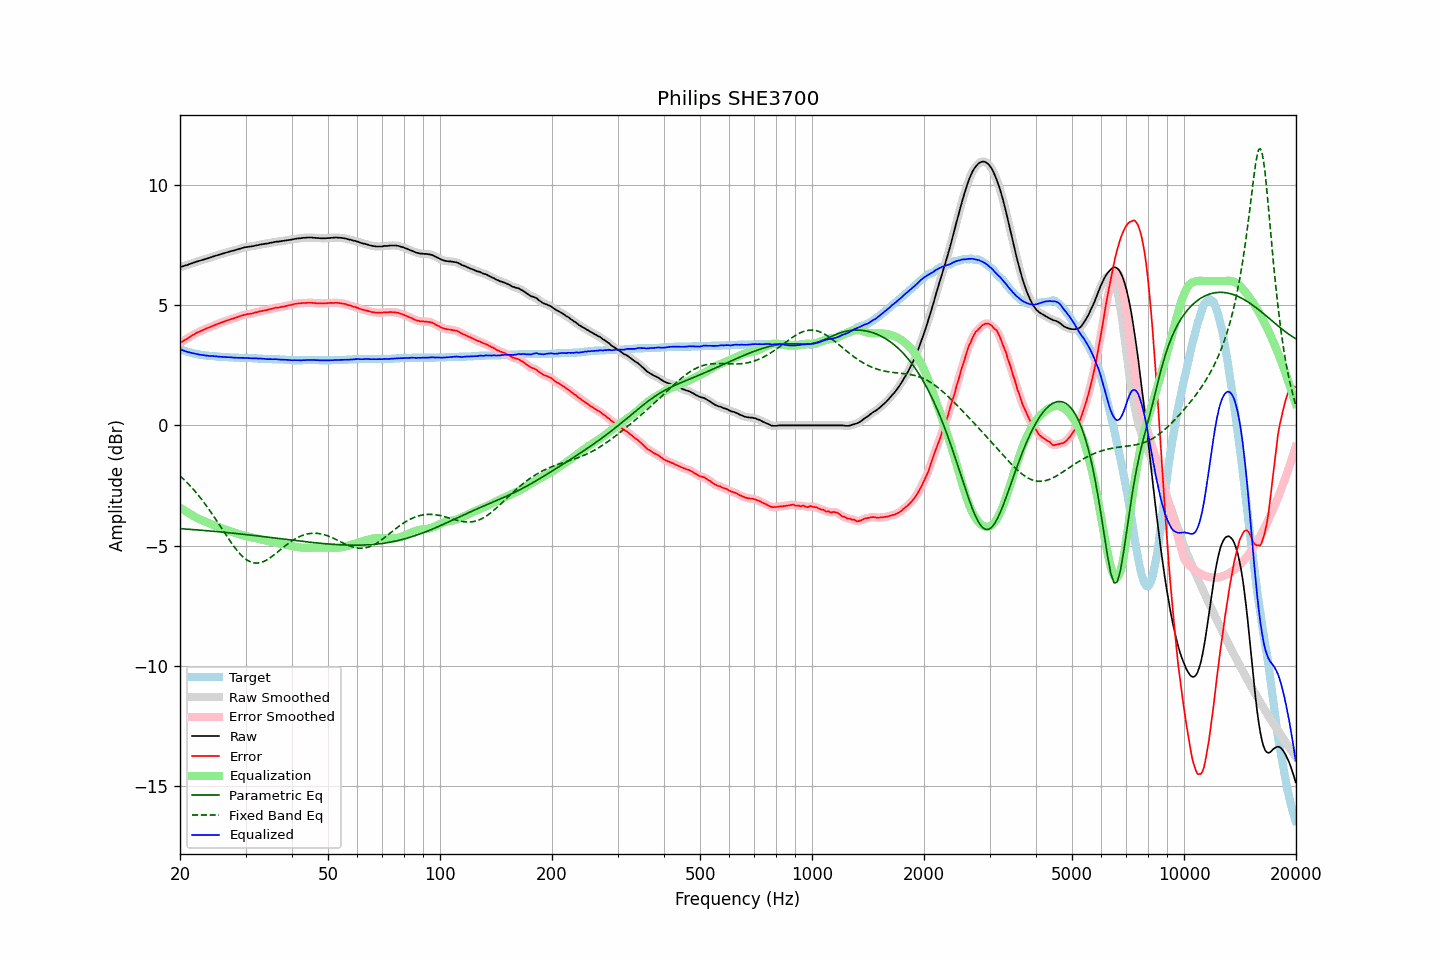 Philips SHE3700
Amplitude (dBr)
10
5
0
−5
−10
−15
Target
Raw Smoothed
Error Smoothed
Raw
Error
Equalization
Parametric Eq
Fixed Band Eq
Equalized
20 50 100 200 500 1000 2000 5000 10000 20000
Frequency (Hz)